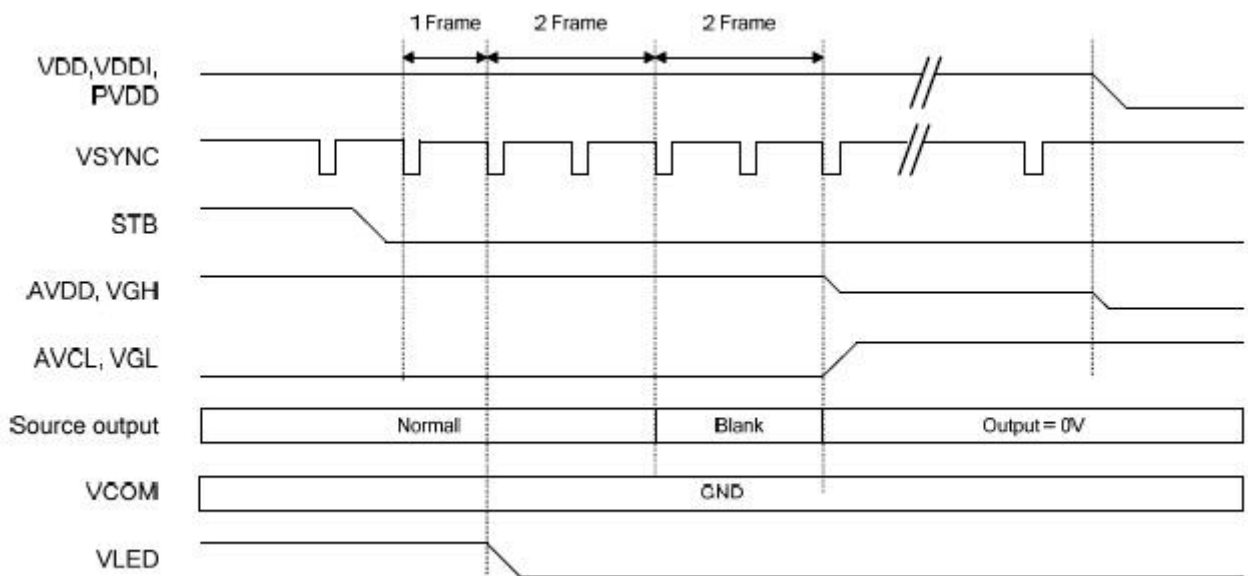 1 Frame
2 Frame
2 Frame
VDD,VDDI,
PVDD
VSYNC
STB
AVDD, VGH
AVCL, VGL
Source output
Normal
Blank
Output = 0V
VCOM
GND
VLED